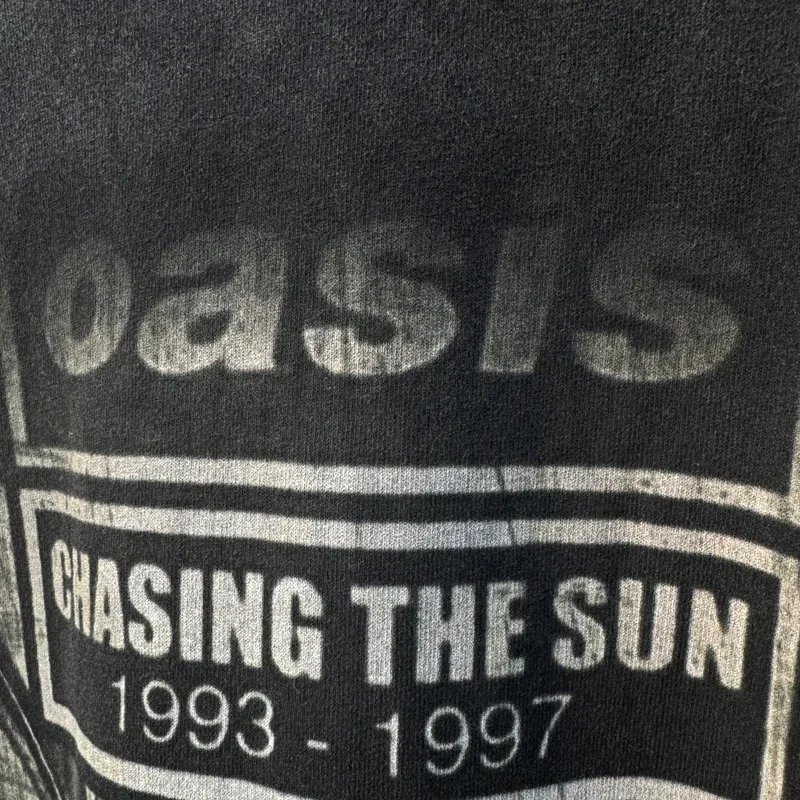 oasis
CHASING THE SUN
1993 - 1997